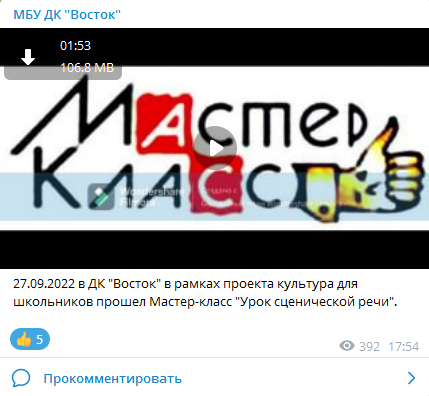 МБУ ДК "Восток"
01:53
106.8 MB
Мастер
Класс
Wondershare
Filmora
27.09.2022 в ДК "Восток" в рамках проекта культура для
школьников прошел Мастер-класс "Урок сценической речи".
5
392 17:54
Прокомментировать